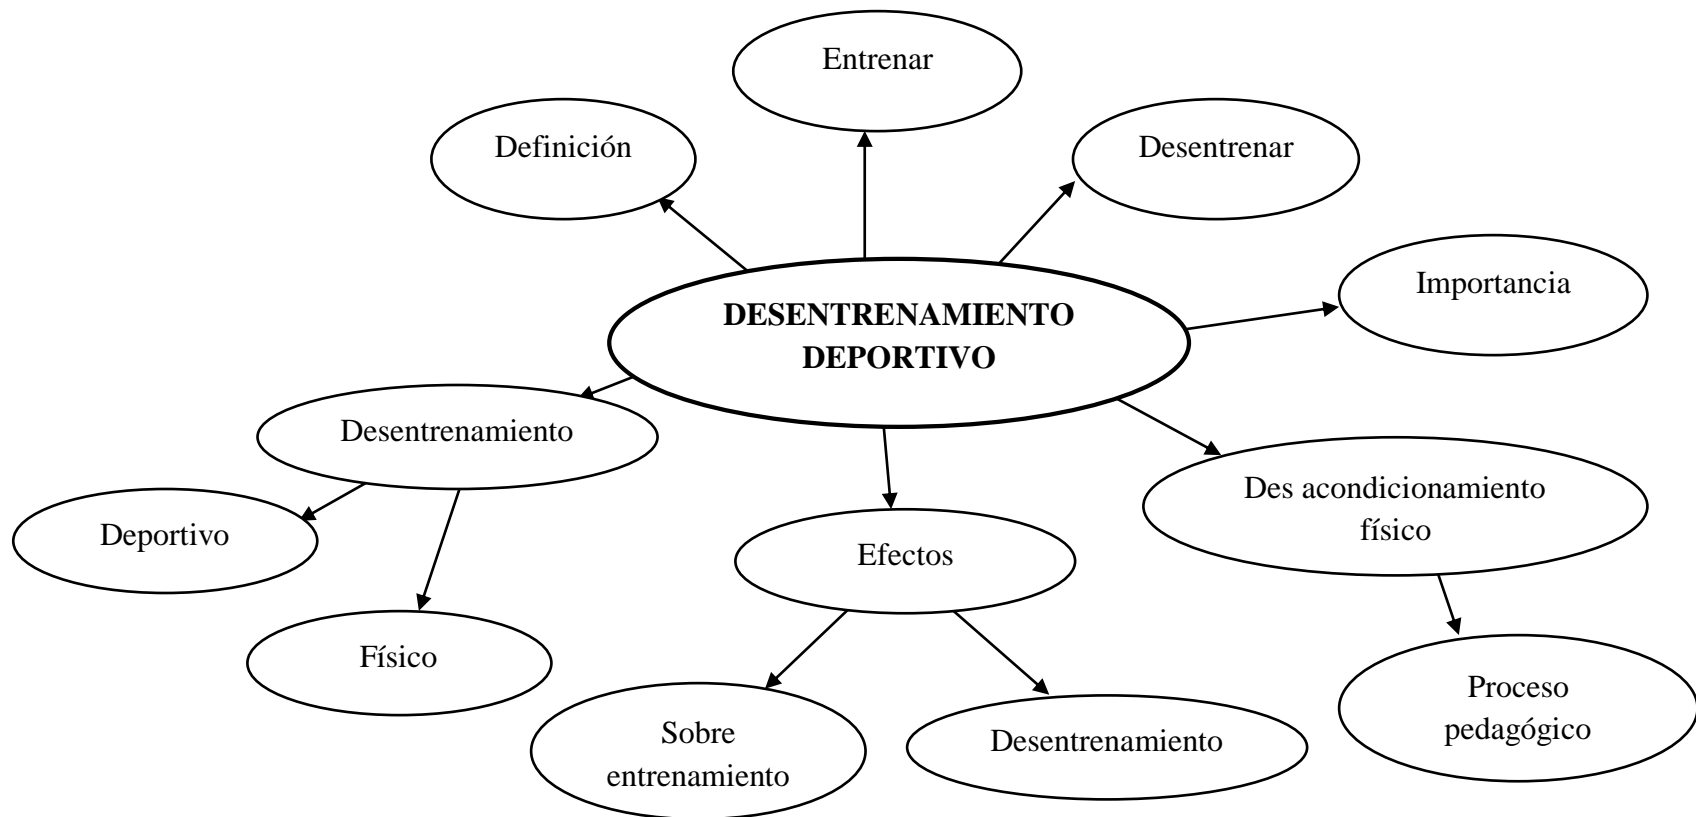 Entrenar
Definición
Desentrenar
Importancia
DESENTRENAMIENTO
DEPORTIVO
Desentrenamiento
Deportivo
Físico
Efectos
Sobre
entrenamiento
Desentrenamiento
Des acondicionamiento
físico
Proceso
pedagógico